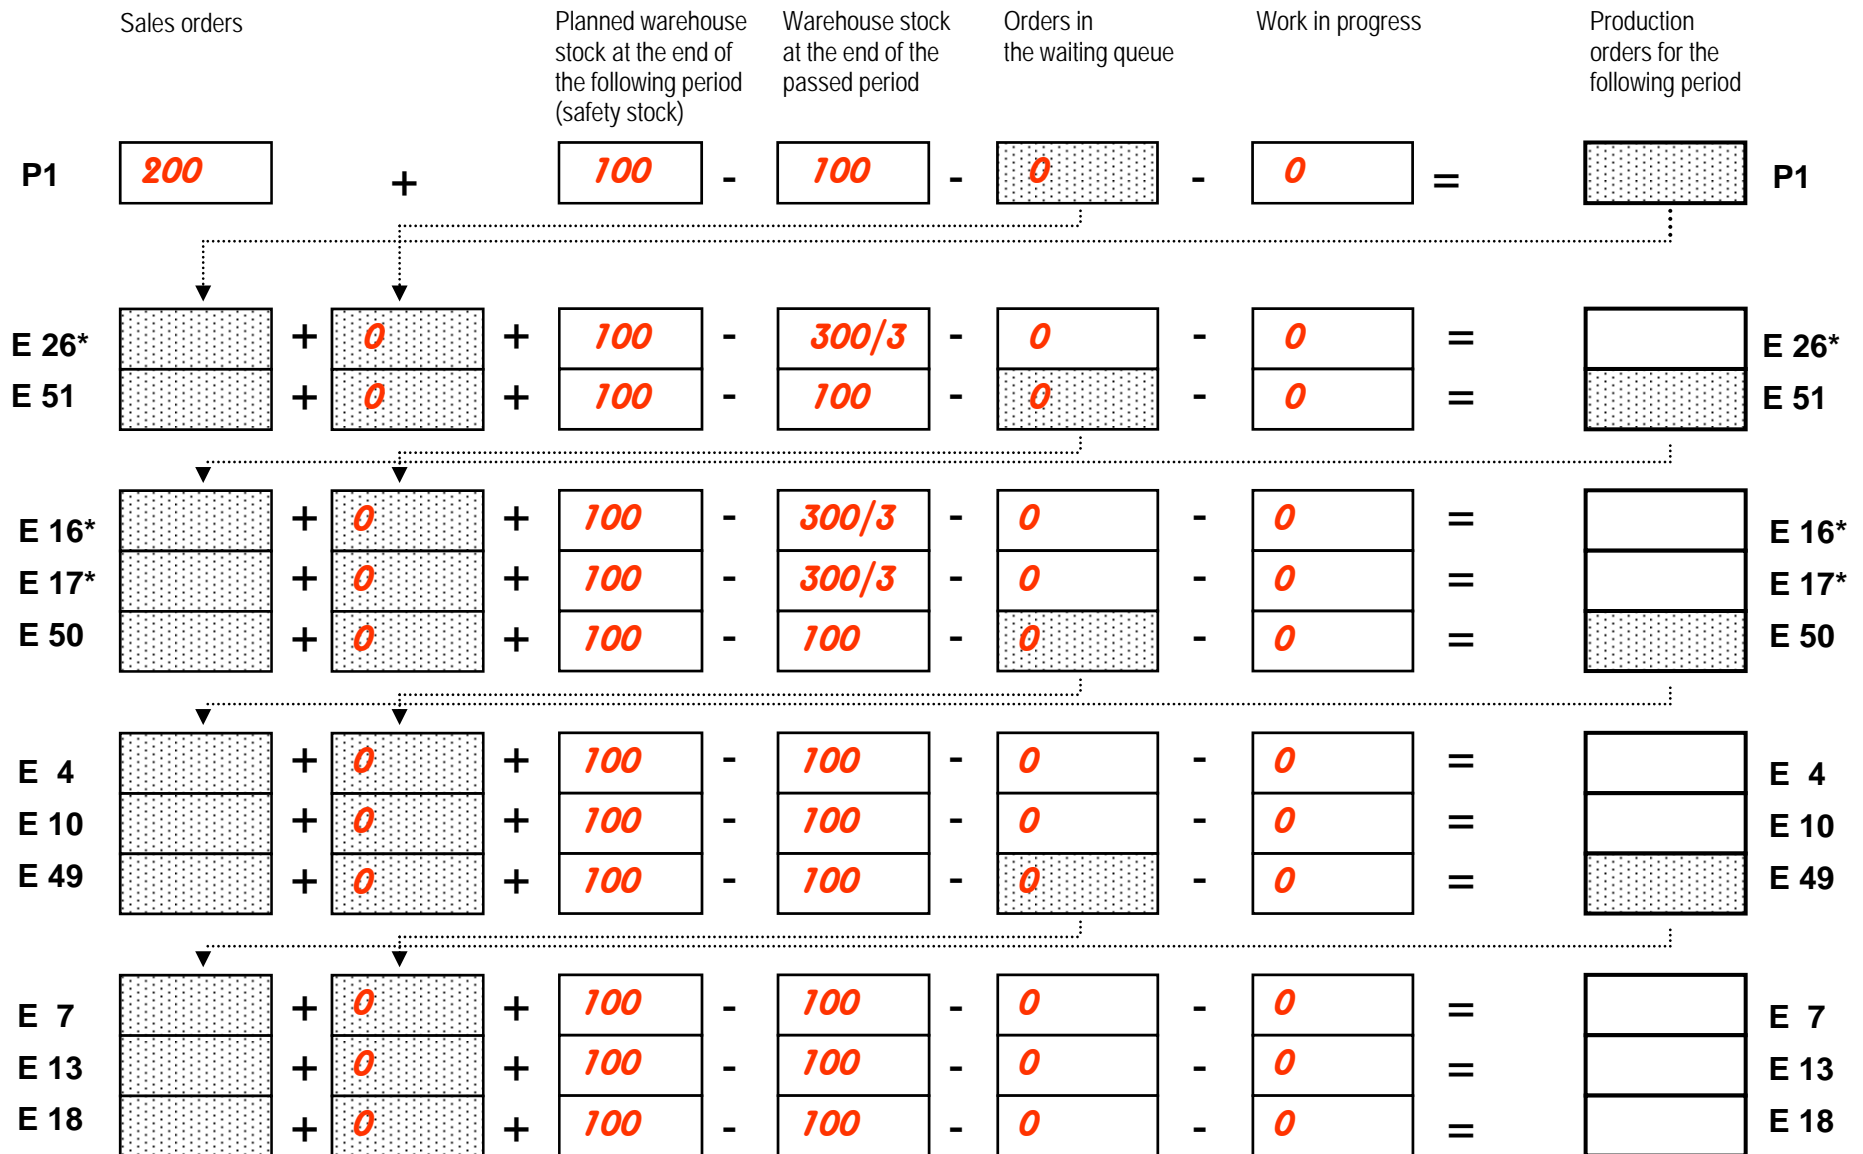 Sales orders
Planned warehouse
stock at the end of
the following period
(safety stock)
Warehouse stock
at the end of the
passed period
Orders in
the waiting queue
Work in progress
Production
orders for the
following period
P1 200 + 100 - 100 - 0 - 0 = P1
E 26* + 0 + 100 - 300/3 - 0 - 0 = E 26*
E 51 + 0 + 100 - 100 - 0 - 0 = E 51
E 16* + 0 + 100 - 300/3 - 0 - 0 = E 16*
E 17* + 0 + 100 - 300/3 - 0 - 0 = E 17*
E 50 + 0 + 100 - 100 - 0 - 0 = E 50
E 4 + 0 + 100 - 100 - 0 - 0 = E 4
E 10 + 0 + 100 - 100 - 0 - 0 = E 10
E 49 + 0 + 100 - 100 - 0 - 0 = E 49
E 7 + 0 + 100 - 100 - 0 - 0 = E 7
E 13 + 0 + 100 - 100 - 0 - 0 = E 13
E 18 + 0 + 100 - 100 - 0 - 0 = E 18